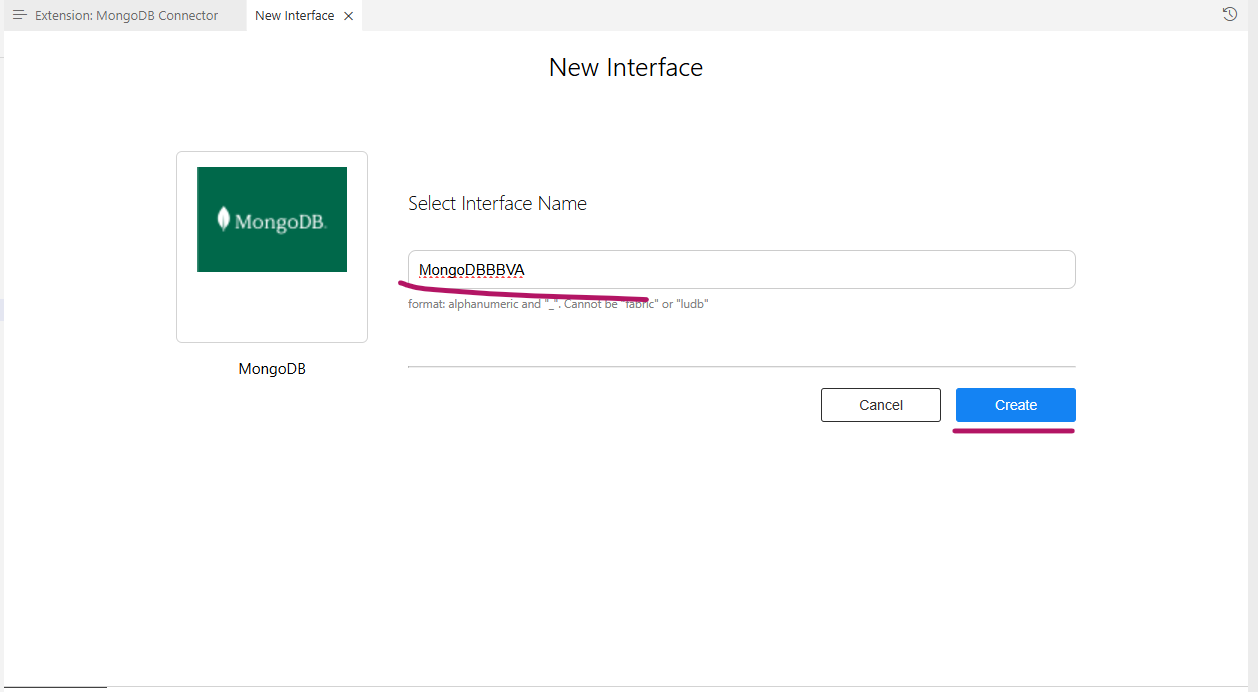 Extension: MongoDB Connector
New Interface
New Interface
MongoDB.
Select Interface Name
MongoDBBBVA
format: alphanumeric and "_". Cannot be "fabric" or "ludb"
MongoDB
Cancel
Create